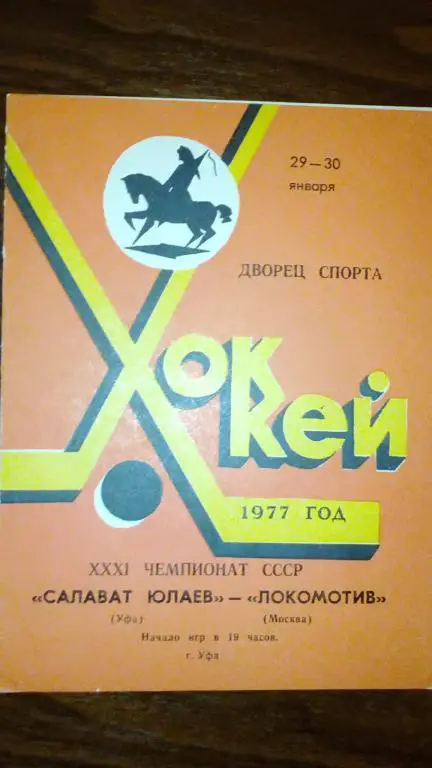 29—30
января
ДВОРЕЦ СПОРТА
Хоккей
1977 ГОД
XXXI ЧЕМПИОНАТ СССР
«САЛАВАТ ЮЛАЕВ» — «ЛОКОМОТИВ»
(Уфа) (Москва)
Начало игр в 19 часов.
г. Уфа